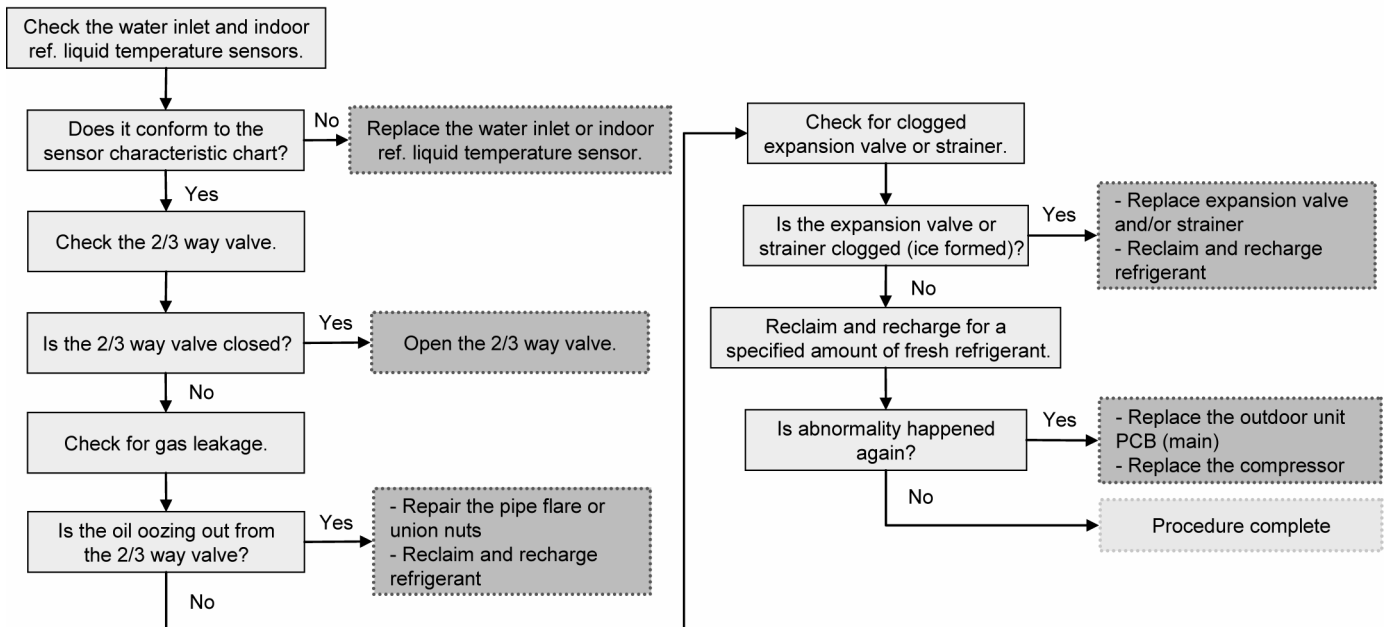 Check the water inlet and indoor
ref. liquid temperature sensors.
Does it conform to the
sensor characteristic chart?
No
Replace the water inlet or indoor
ref. liquid temperature sensor.
Yes
Check the 2/3 way valve.
Is the 2/3 way valve closed?
Yes
Open the 2/3 way valve.
No
Check for gas leakage.
Is the oil oozing out from
the 2/3 way valve?
Yes
- Repair the pipe flare or
union nuts
- Reclaim and recharge
refrigerant
No
Check for clogged
expansion valve or strainer.
Is the expansion valve or
strainer clogged (ice formed)?
Yes
- Replace expansion valve
and/or strainer
- Reclaim and recharge
refrigerant
No
Reclaim and recharge for a
specified amount of fresh refrigerant.
Is abnormality happened
again?
Yes
- Replace the outdoor unit
PCB (main)
- Replace the compressor
No
Procedure complete